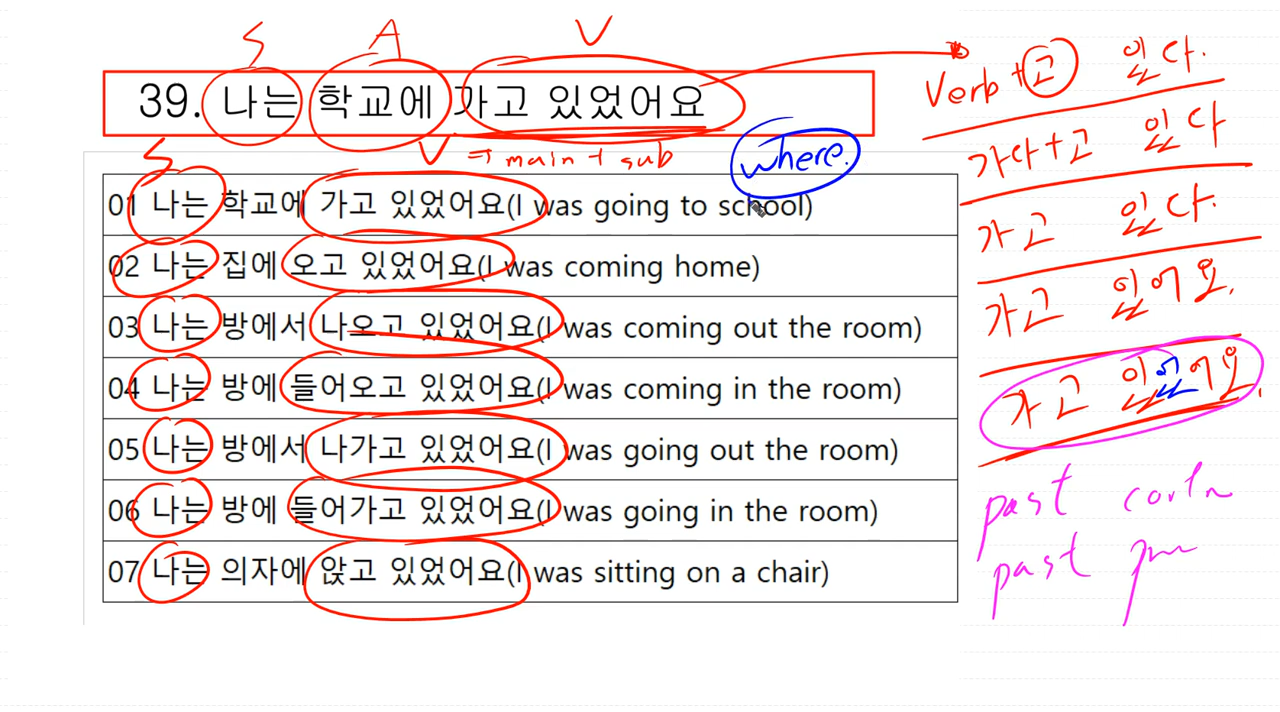 S A V
39. 나는 학교에 가고 있었어요
S V → main + sub
where.
01 나는 학교에 가고 있었어요(I was going to school)
02 나는 집에 오고 있었어요(I was coming home)
03 나는 방에서 나오고 있었어요(I was coming out the room)
04 나는 방에 들어오고 있었어요(I was coming in the room)
05 나는 방에서 나가고 있었어요(I was going out the room)
06 나는 방에 들어가고 있었어요(I was going in the room)
07 나는 의자에 앉고 있었어요(I was sitting on a chair)
Verb + 고 있다.
가다 + 고 있다
가고 있다.
가고 있어요.
가고 있었어요.
past
past